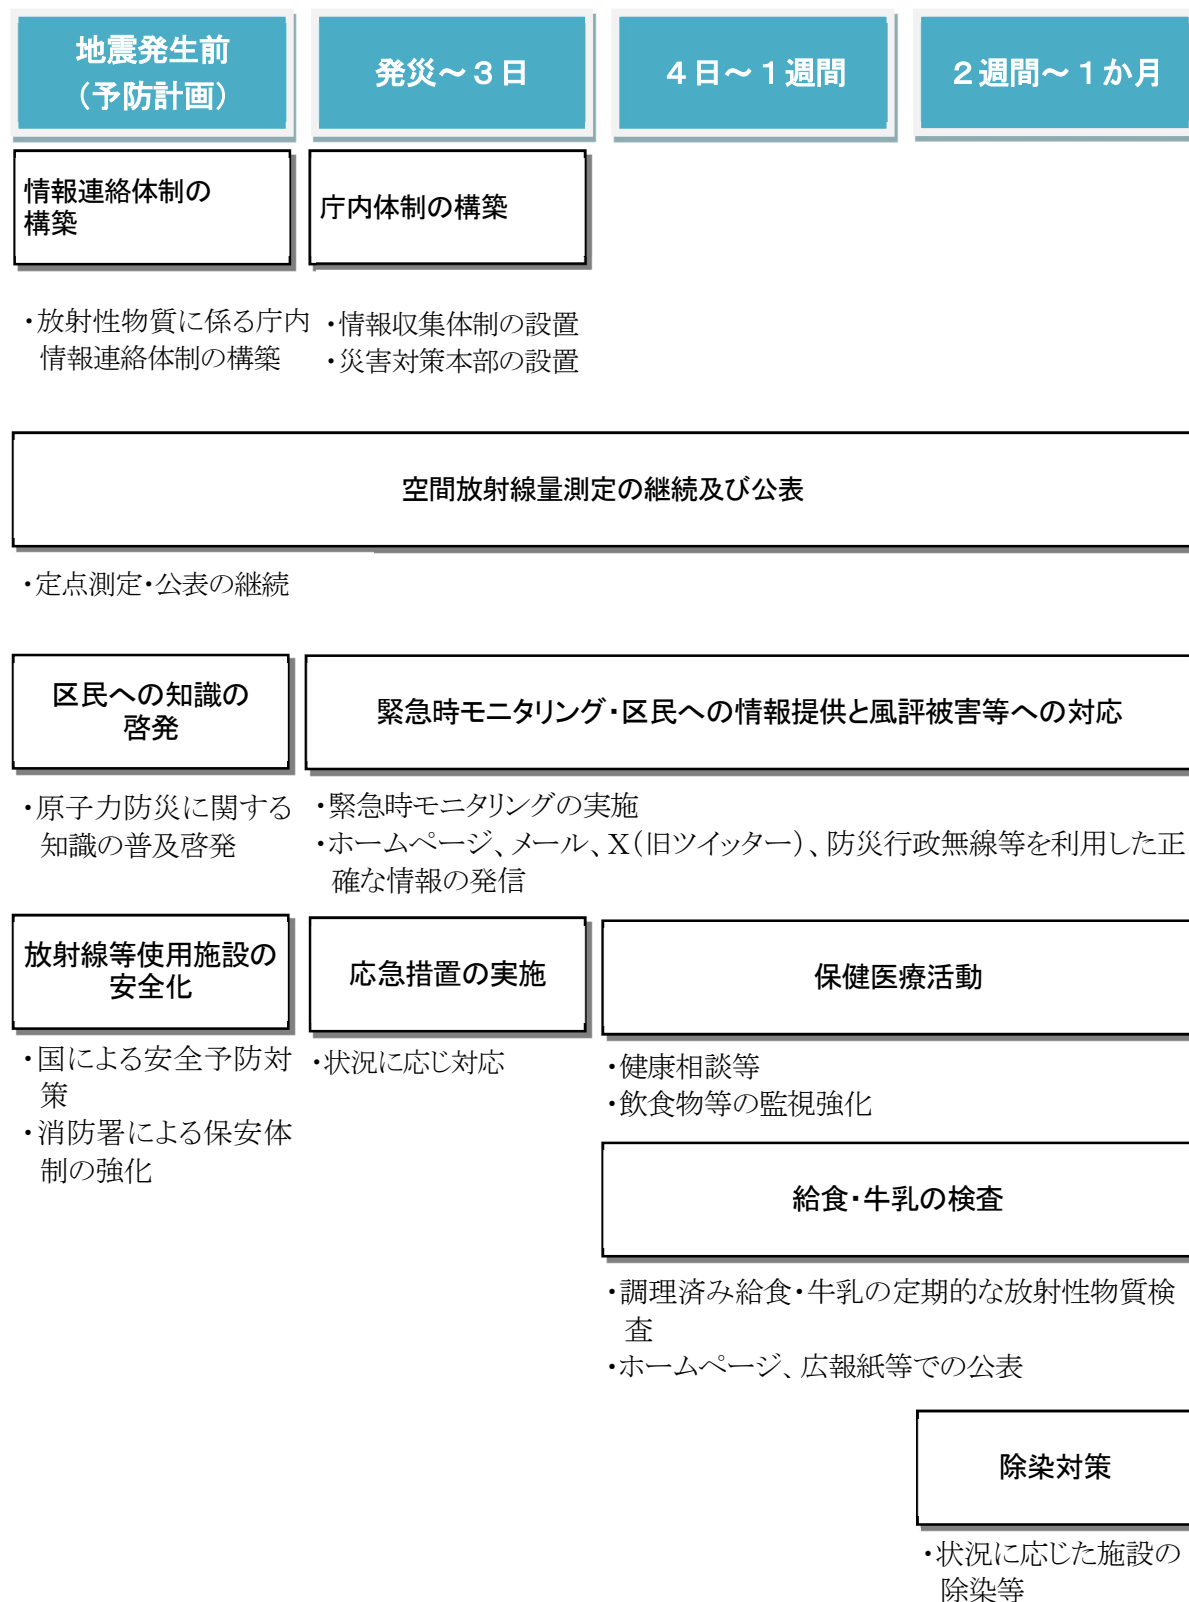 地震発生前
（予防計画）
発災～３日
４日～１週間
２週間～１か月
情報連絡体制の
構築
庁内体制の構築
・放射性物質に係る庁内
情報連絡体制の構築
・情報収集体制の設置
・災害対策本部の設置
空間放射線量測定の継続及び公表
・定点測定・公表の継続
区民への知識の
啓発
緊急時モニタリング・区民への情報提供と風評被害等への対応
・原子力防災に関する
知識の普及啓発
・緊急時モニタリングの実施
・ホームページ、メール、X（旧ツイッター）、防災行政無線等を利用した正
確な情報の発信
放射線等使用施設の
安全化
応急措置の実施
保健医療活動
・国による安全予防対
策
・消防署による保安体
制の強化
・状況に応じ対応
・健康相談等
・飲食物等の監視強化
給食・牛乳の検査
・調理済み給食・牛乳の定期的な放射性物質検
査
・ホームページ、広報紙等での公表
除染対策
・状況に応じた施設の
除染等